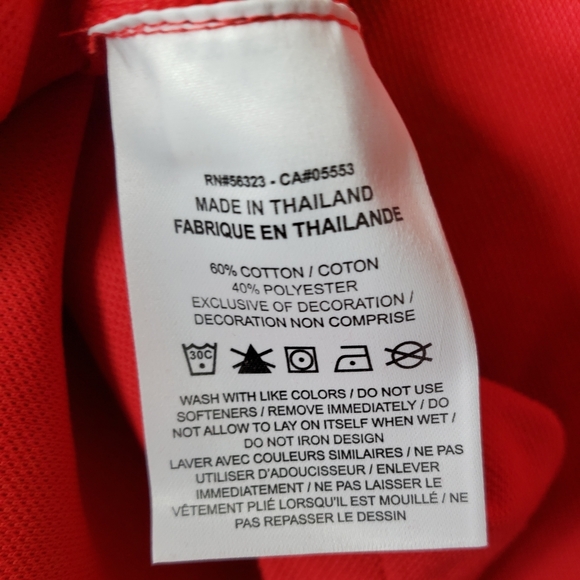 RN#56323 - CA#05553
MADE IN THAILAND
FABRIQUE EN THAILANDE
60% COTTON / COTON
40% POLYESTER
EXCLUSIVE OF DECORATION /
DECORATION NON COMPRISE
30C
WASH WITH LIKE COLORS / DO NOT USE
SOFTENERS / REMOVE IMMEDIATELY / DO
NOT ALLOW TO LAY ON ITSELF WHEN WET /
DO NOT IRON DESIGN
LAVER AVEC COULEURS SIMILAIRES / NE PAS
UTILISER D'ADOUCISSEUR / ENLEVER
IMMEDIATEMENT / NE PAS LAISSER LE
VÊTEMENT PLIÉ LORSQU'IL EST MOUILLÉ / NE
PAS REPASSER LE DESSIN